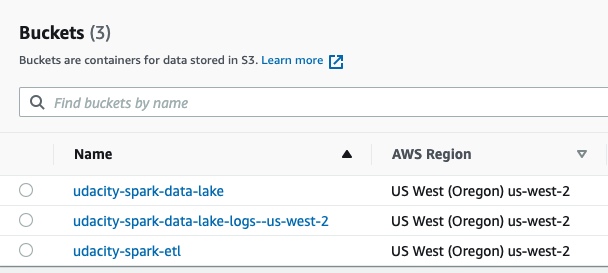 Buckets (3)
Buckets are containers for data stored in S3. Learn more
Find buckets by name
Name AWS Region
udacity-spark-data-lake US West (Oregon) us-west-2
udacity-spark-data-lake-logs--us-west-2 US West (Oregon) us-west-2
udacity-spark-etl US West (Oregon) us-west-2